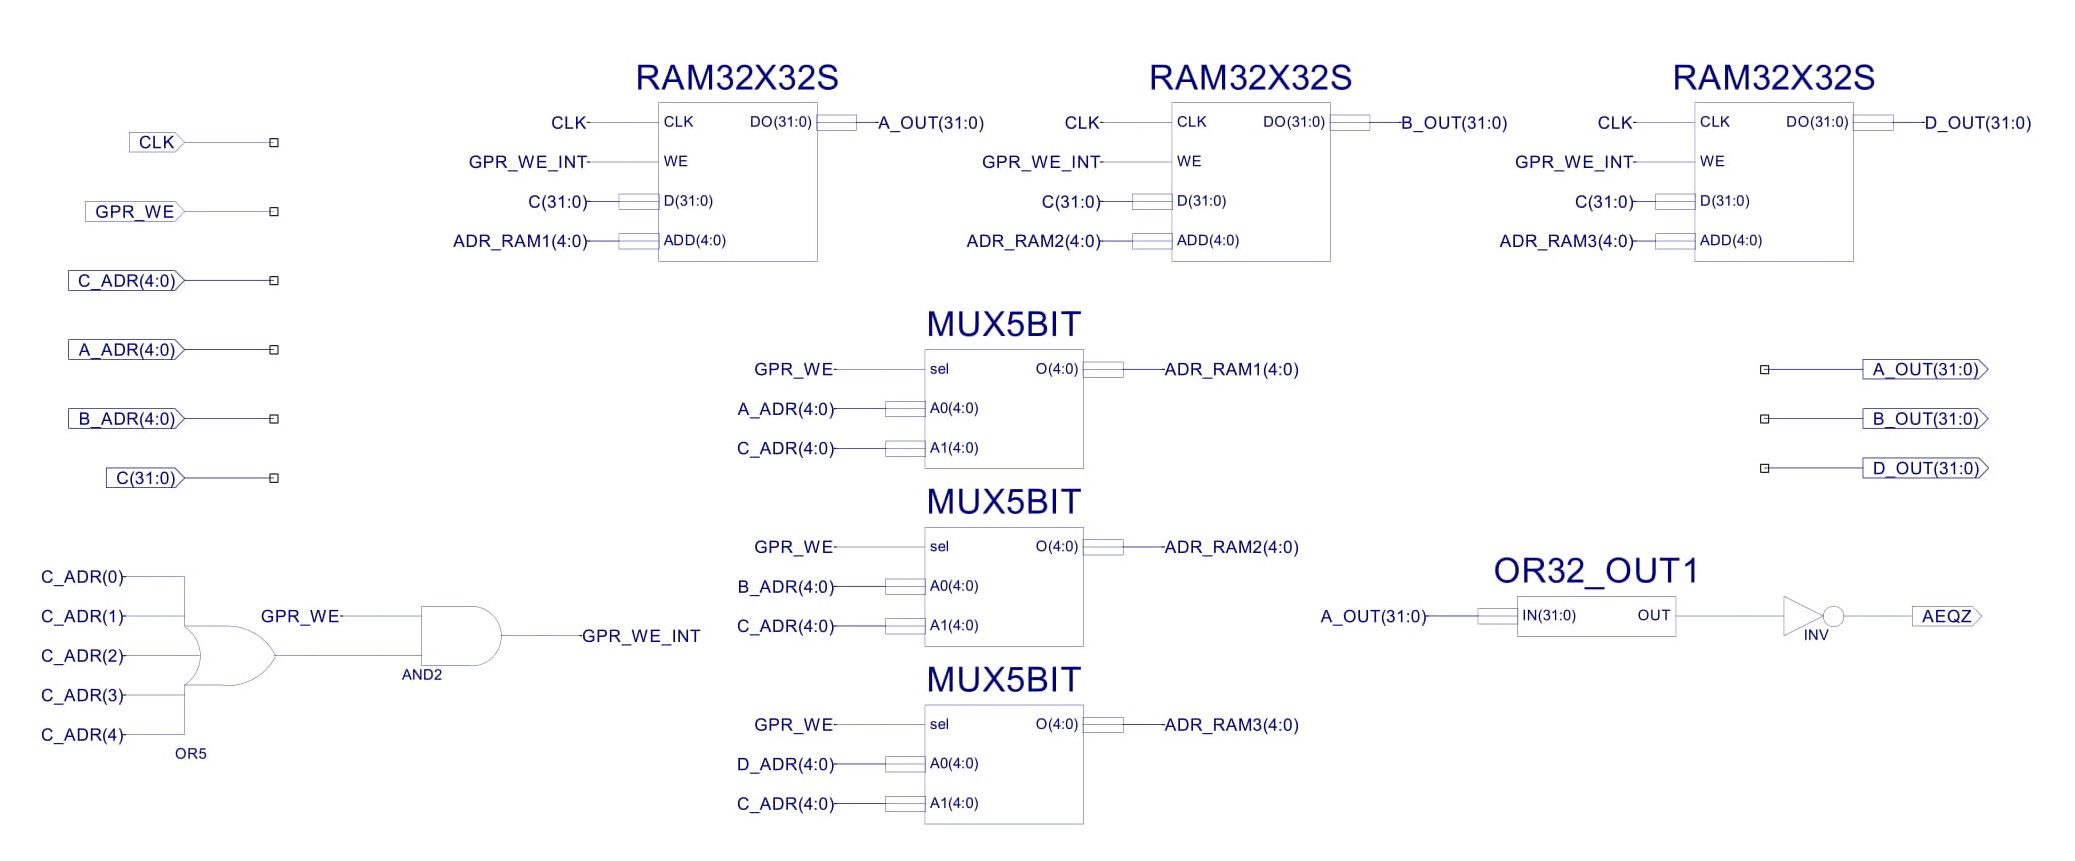 RAM32X32S
CLK
CLK
DO(31:0)
A_OUT(31:0)
GPR_WE_INT
WE
C(31:0)
D(31:0)
ADR_RAM1(4:0)
ADD(4:0)
RAM32X32S
CLK
CLK
DO(31:0)
B_OUT(31:0)
GPR_WE_INT
WE
C(31:0)
D(31:0)
ADR_RAM2(4:0)
ADD(4:0)
RAM32X32S
CLK
CLK
DO(31:0)
D_OUT(31:0)
GPR_WE_INT
WE
C(31:0)
D(31:0)
ADR_RAM3(4:0)
ADD(4:0)
CLK
GPR_WE
C_ADR(4:0)
A_ADR(4:0)
B_ADR(4:0)
C(31:0)
MUX5BIT
GPR_WE
sel
O(4:0)
ADR_RAM1(4:0)
A_ADR(4:0)
A0(4:0)
C_ADR(4:0)
A1(4:0)
MUX5BIT
GPR_WE
sel
O(4:0)
ADR_RAM2(4:0)
B_ADR(4:0)
A0(4:0)
C_ADR(4:0)
A1(4:0)
MUX5BIT
GPR_WE
sel
O(4:0)
ADR_RAM3(4:0)
D_ADR(4:0)
A0(4:0)
C_ADR(4:0)
A1(4:0)
A_OUT(31:0)
B_OUT(31:0)
D_OUT(31:0)
C_ADR(0)
C_ADR(1)
C_ADR(2)
C_ADR(3)
C_ADR(4)
OR5
GPR_WE
AND2
GPR_WE_INT
OR32_OUT1
A_OUT(31:0)
IN(31:0)
OUT
INV
AEQZ